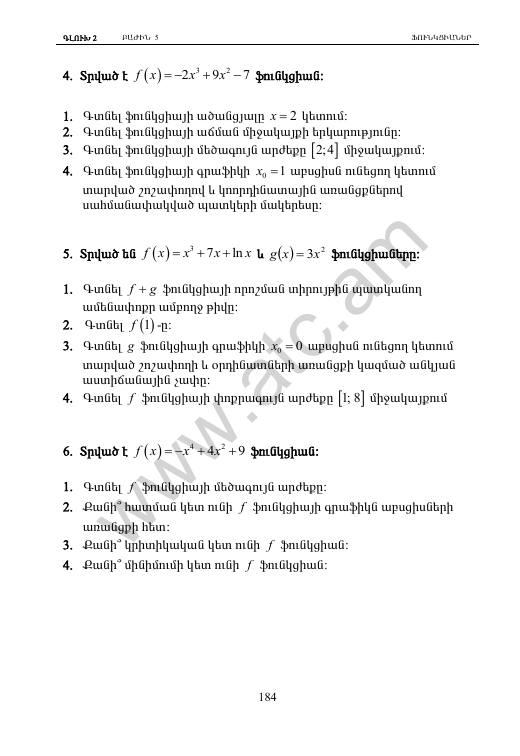 ԳԼՈՒԽ 2 ԲԱԺԻՆ 5 ՖՈՒՆԿՑԻԱՆԵՐ
4. Տրված է f(x) = −2x³ + 9x² − 7 ֆունկցիան:
1. Գտնել ֆունկցիայի ածանցյալը x = 2 կետում:
2. Գտնել ֆունկցիայի աճման միջակայքի երկարությունը:
3. Գտնել ֆունկցիայի մեծագույն արժեքը [2;4] միջակայքում:
4. Գտնել ֆունկցիայի գրաֆիկի x₀ = 1 աբսցիս ունեցող կետում
տարված շոշափողով և կոորդինատային առանցքներով
սահմանափակված պատկերի մակերեսը:
5. Տրված են f(x) = x³ + 7x + ln x և g(x) = 3x² ֆունկցիաները:
1. Գտնել f + g ֆունկցիայի որոշման տիրույթին պատկանող
ամենափոքր ամբողջ թիվը:
2. Գտնել f(1)-ը:
3. Գտնել g ֆունկցիայի գրաֆիկի x₀ = 0 աբսցիս ունեցող կետում
տարված շոշափողի և օրդինատների առանցքի կազմած անկյան
աստիճանային չափը:
4. Գտնել f ֆունկցիայի փոքրագույն արժեքը [1; 8] միջակայքում
6. Տրված է f(x) = −x⁴ + 4x² + 9 ֆունկցիան:
1. Գտնել f ֆունկցիայի մեծագույն արժեքը:
2. Քանի՞ հատման կետ ունի f ֆունկցիայի գրաֆիկն աբսցիսների
առանցքի հետ:
3. Քանի՞ կրիտիկական կետ ունի f ֆունկցիան:
4. Քանի՞ մինիմումի կետ ունի f ֆունկցիան:
www.atc.am
184